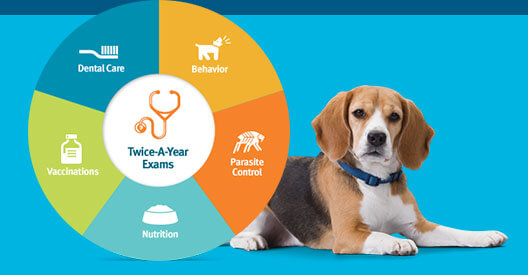 Dental Care
Behavior
Twice-A-Year
Exams
Vaccinations
Parasite
Control
Nutrition